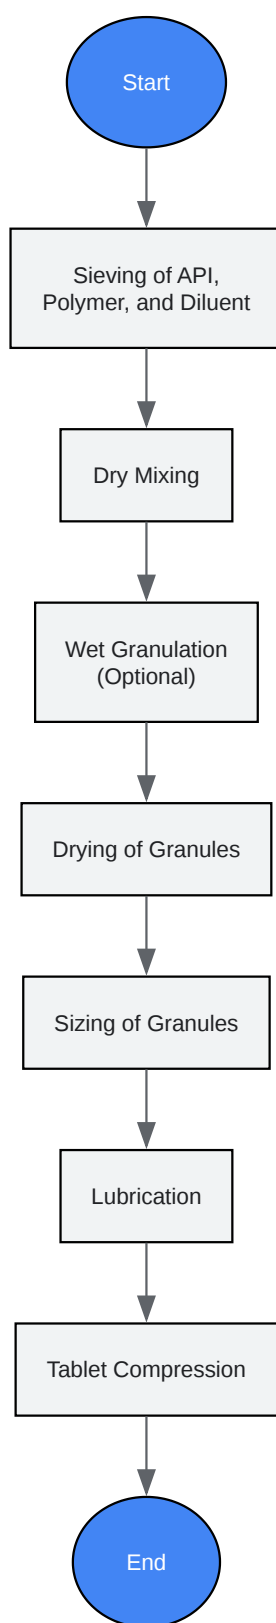 Start
Sieving of API,
Polymer, and Diluent
Dry Mixing
Wet Granulation
(Optional)
Drying of Granules
Sizing of Granules
Lubrication
Tablet Compression
End